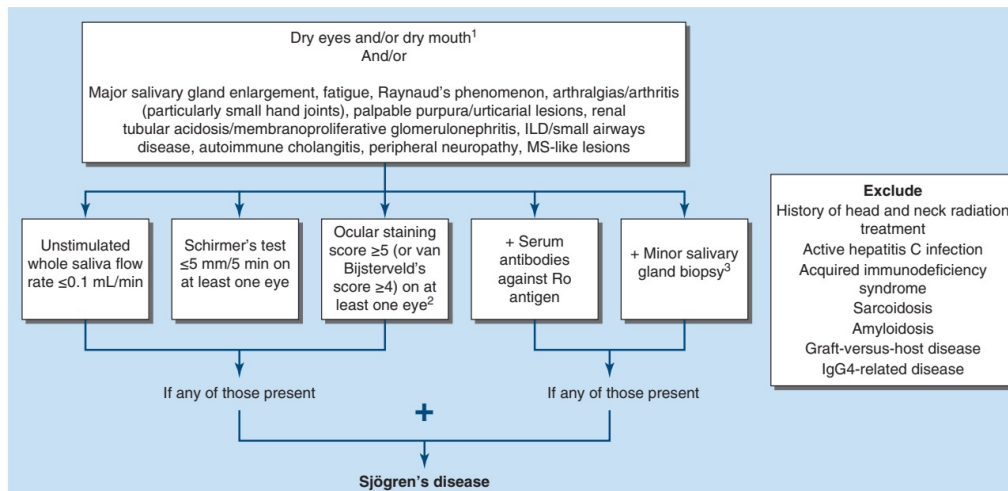 Dry eyes and/or dry mouth1
And/or
Major salivary gland enlargement, fatigue, Raynaud's phenomenon, arthralgias/arthritis
(particularly small hand joints), palpable purpura/urticarial lesions, renal
tubular acidosis/membranoproliferative glomerulonephritis, ILD/small airways
disease, autoimmune cholangitis, peripheral neuropathy, MS-like lesions
Unstimulated
whole saliva flow
rate ≤0.1 mL/min
Schirmer's test
≤5 mm/5 min on
at least one eye
Ocular staining
score ≥5 (or van
Bijsterveld's
score ≥4) on at
least one eye2
+ Serum
antibodies
against Ro
antigen
+ Minor salivary
gland biopsy3
If any of those present
If any of those present
+
Sjögren's disease
Exclude
History of head and neck radiation
treatment
Active hepatitis C infection
Acquired immunodeficiency
syndrome
Sarcoidosis
Amyloidosis
Graft-versus-host disease
IgG4-related disease